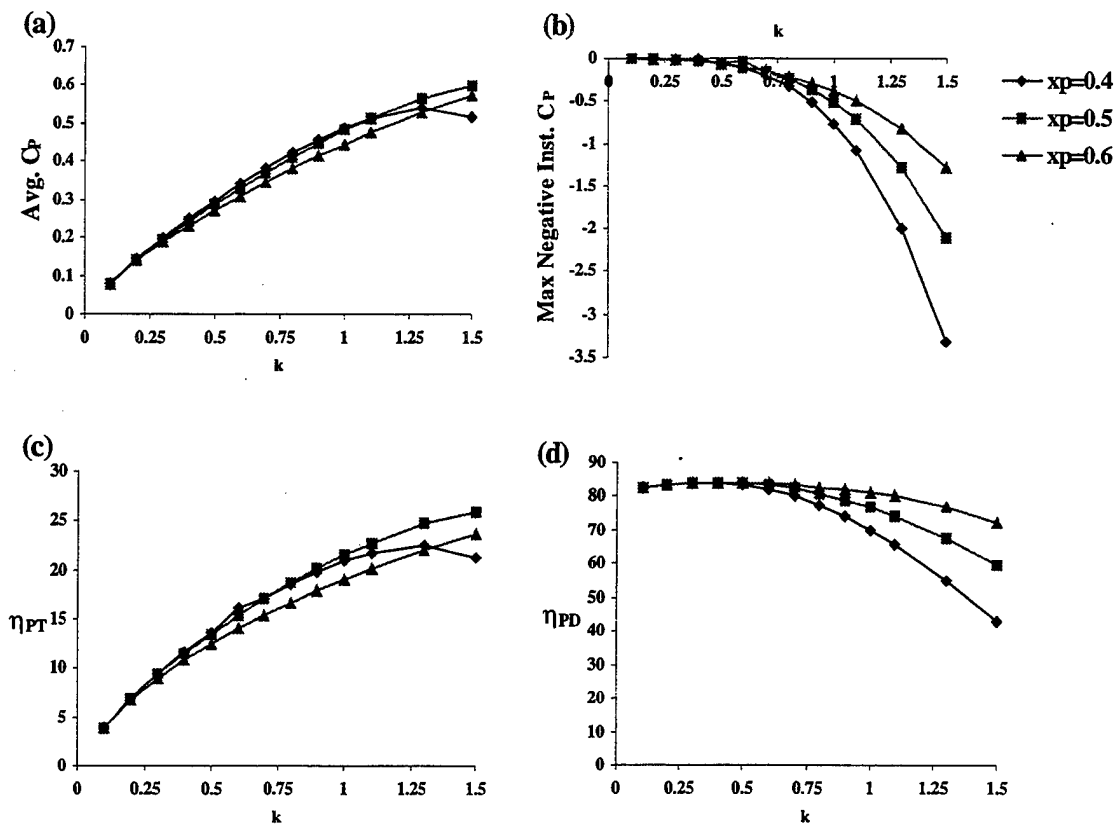 (a)
Avg. CP
0.7
0.6
0.5
0.4
0.3
0.2
0.1
0
0 0.25 0.5 0.75 1 1.25 1.5
k
(b)
k
0 0.25 0.5 0.75 1 1.25 1.5
Max Negative Inst. CP
0
-0.5
-1
-1.5
-2
-2.5
-3
-3.5
xp=0.4
xp=0.5
xp=0.6
(c)
ηPT
30
25
20
15
10
5
0
0 0.25 0.5 0.75 1 1.25 1.5
k
(d)
ηPD
90
80
70
60
50
40
30
20
10
0
0 0.25 0.5 0.75 1 1.25 1.5
k